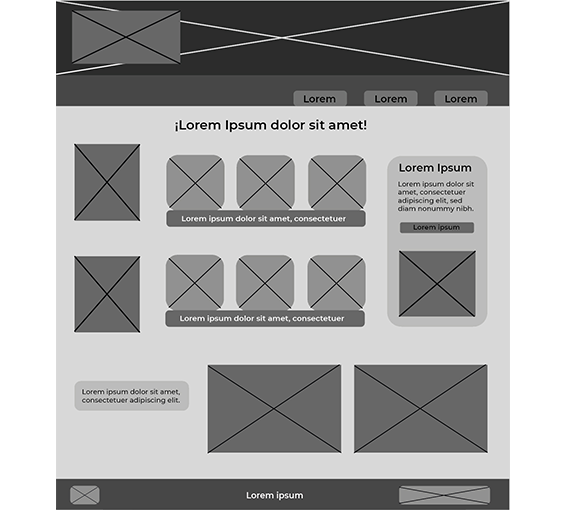 Lorem
Lorem
Lorem
¡Lorem Ipsum dolor sit amet!
Lorem ipsum dolor sit amet, consectetuer
Lorem ipsum dolor sit amet, consectetuer
Lorem Ipsum
Lorem ipsum dolor sit
amet, consectetuer
adipiscing elit, sed
diam nonummy nibh.
Lorem ipsum
Lorem ipsum dolor sit amet,
consectetuer adipiscing elit.
Lorem ipsum